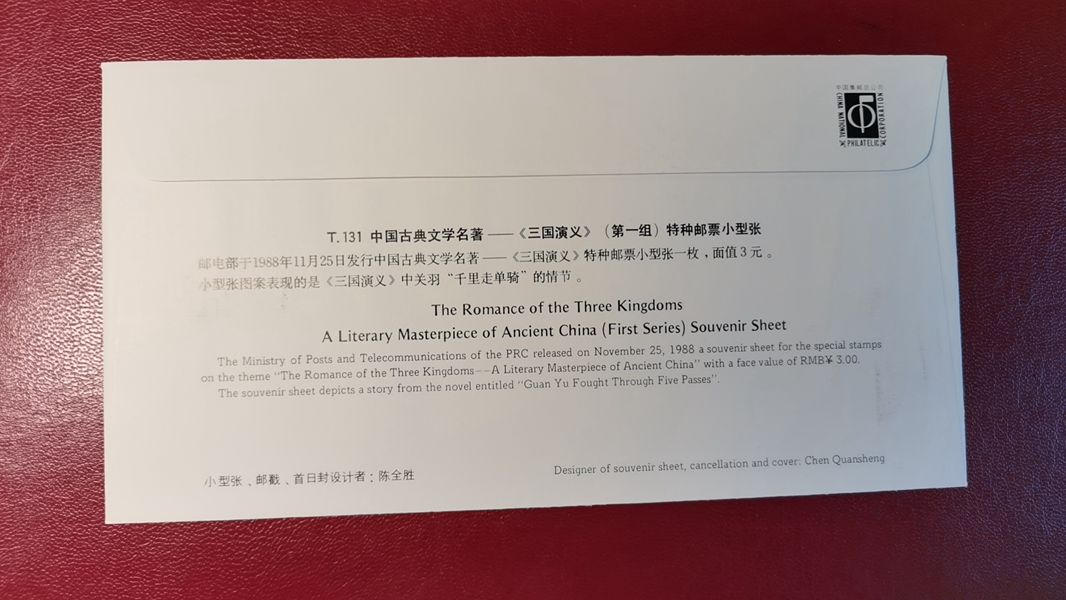 中国集邮总公司
CHINA NATIONAL PHILATELIC CORPORATION
T.131 中国古典文学名著——《三国演义》(第一组)特种邮票小型张
邮电部于1988年11月25日发行中国古典文学名著——《三国演义》特种邮票小型张一枚,面值3元。
小型张图案表现的是《三国演义》中关羽“千里走单骑”的情节。
The Romance of the Three Kingdoms
A Literary Masterpiece of Ancient China (First Series) Souvenir Sheet
The Ministry of Posts and Telecommunications of the PRC released on November 25, 1988 a souvenir sheet for the special stamps
on the theme “The Romance of the Three Kingdoms--A Literary Masterpiece of Ancient China” with a face value of RMB¥ 3.00.
The souvenir sheet depicts a story from the novel entitled “Guan Yu Fought Through Five Passes”.
小型张、邮戳、首日封设计者:陈全胜
Designer of souvenir sheet, cancellation and cover: Chen Quansheng